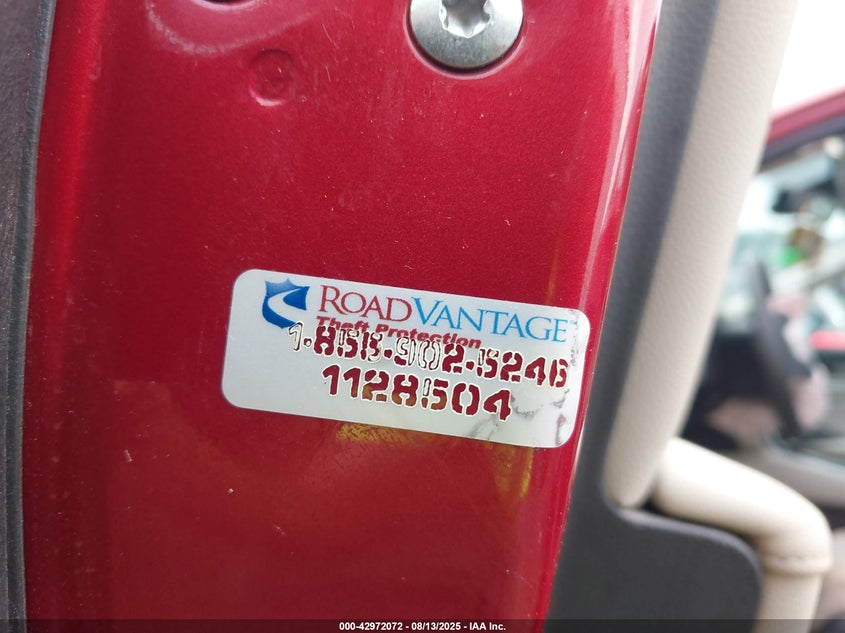 ROADVANTAGE
Theft Protection
1-855-902-5246
1128504
000-42972072 - 08/13/2025 - IAA Inc.